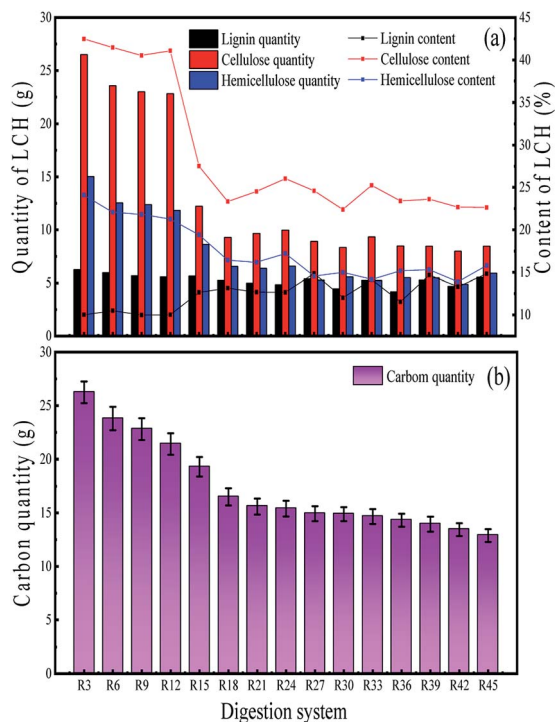 30
25
20
15
10
5
0
Quantity of LCH (g)
Lignin quantity
Cellulose quantity
Hemicellulose quantity
Lignin content
Cellulose content
Hemicellulose content
(a)
45
40
35
30
25
20
15
10
Content of LCH (%)
30
25
20
15
10
5
0
Carbon quantity (g)
Carbom quantity
(b)
R3 R6 R9 R12 R15 R18 R21 R24 R27 R30 R33 R36 R39 R42 R45
Digestion system